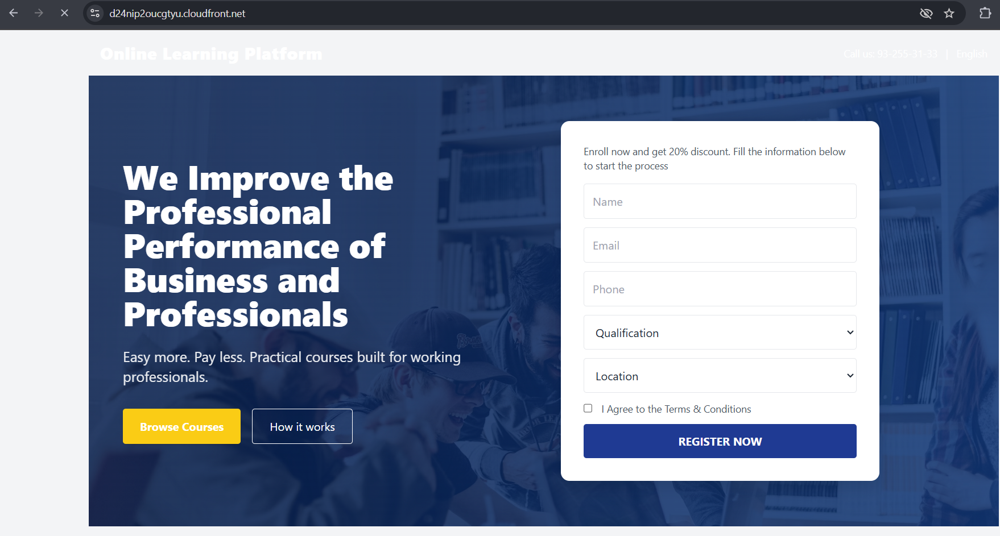 d24nip2oucgtyu.cloudfront.net
Online Learning Platform
Call us: 93-255-31-33 | English
We Improve the
Professional
Performance of
Business and
Professionals
Easy more. Pay less. Practical courses built for working
professionals.
Browse Courses
How it works
Enroll now and get 20% discount. Fill the information below
to start the process
Name
Email
Phone
Qualification
Location
I Agree to the Terms & Conditions
REGISTER NOW